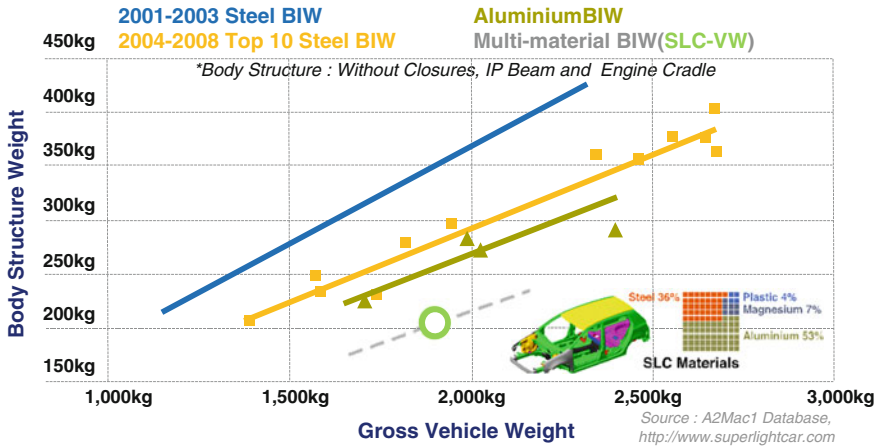 2001-2003 Steel BIW
AluminiumBIW
2004-2008 Top 10 Steel BIW
Multi-material BIW(SLC-VW)
*Body Structure : Without Closures, IP Beam and Engine Cradle
Body Structure Weight
450kg
400kg
350kg
300kg
250kg
200kg
150kg
Steel 36%
Plastic 4%
Magnesium 7%
Aluminium 53%
SLC Materials
1,000kg
1,500kg
2,000kg
2,500kg
3,000kg
Gross Vehicle Weight
Source : A2Mac1 Database,
http://www.superlightcar.com